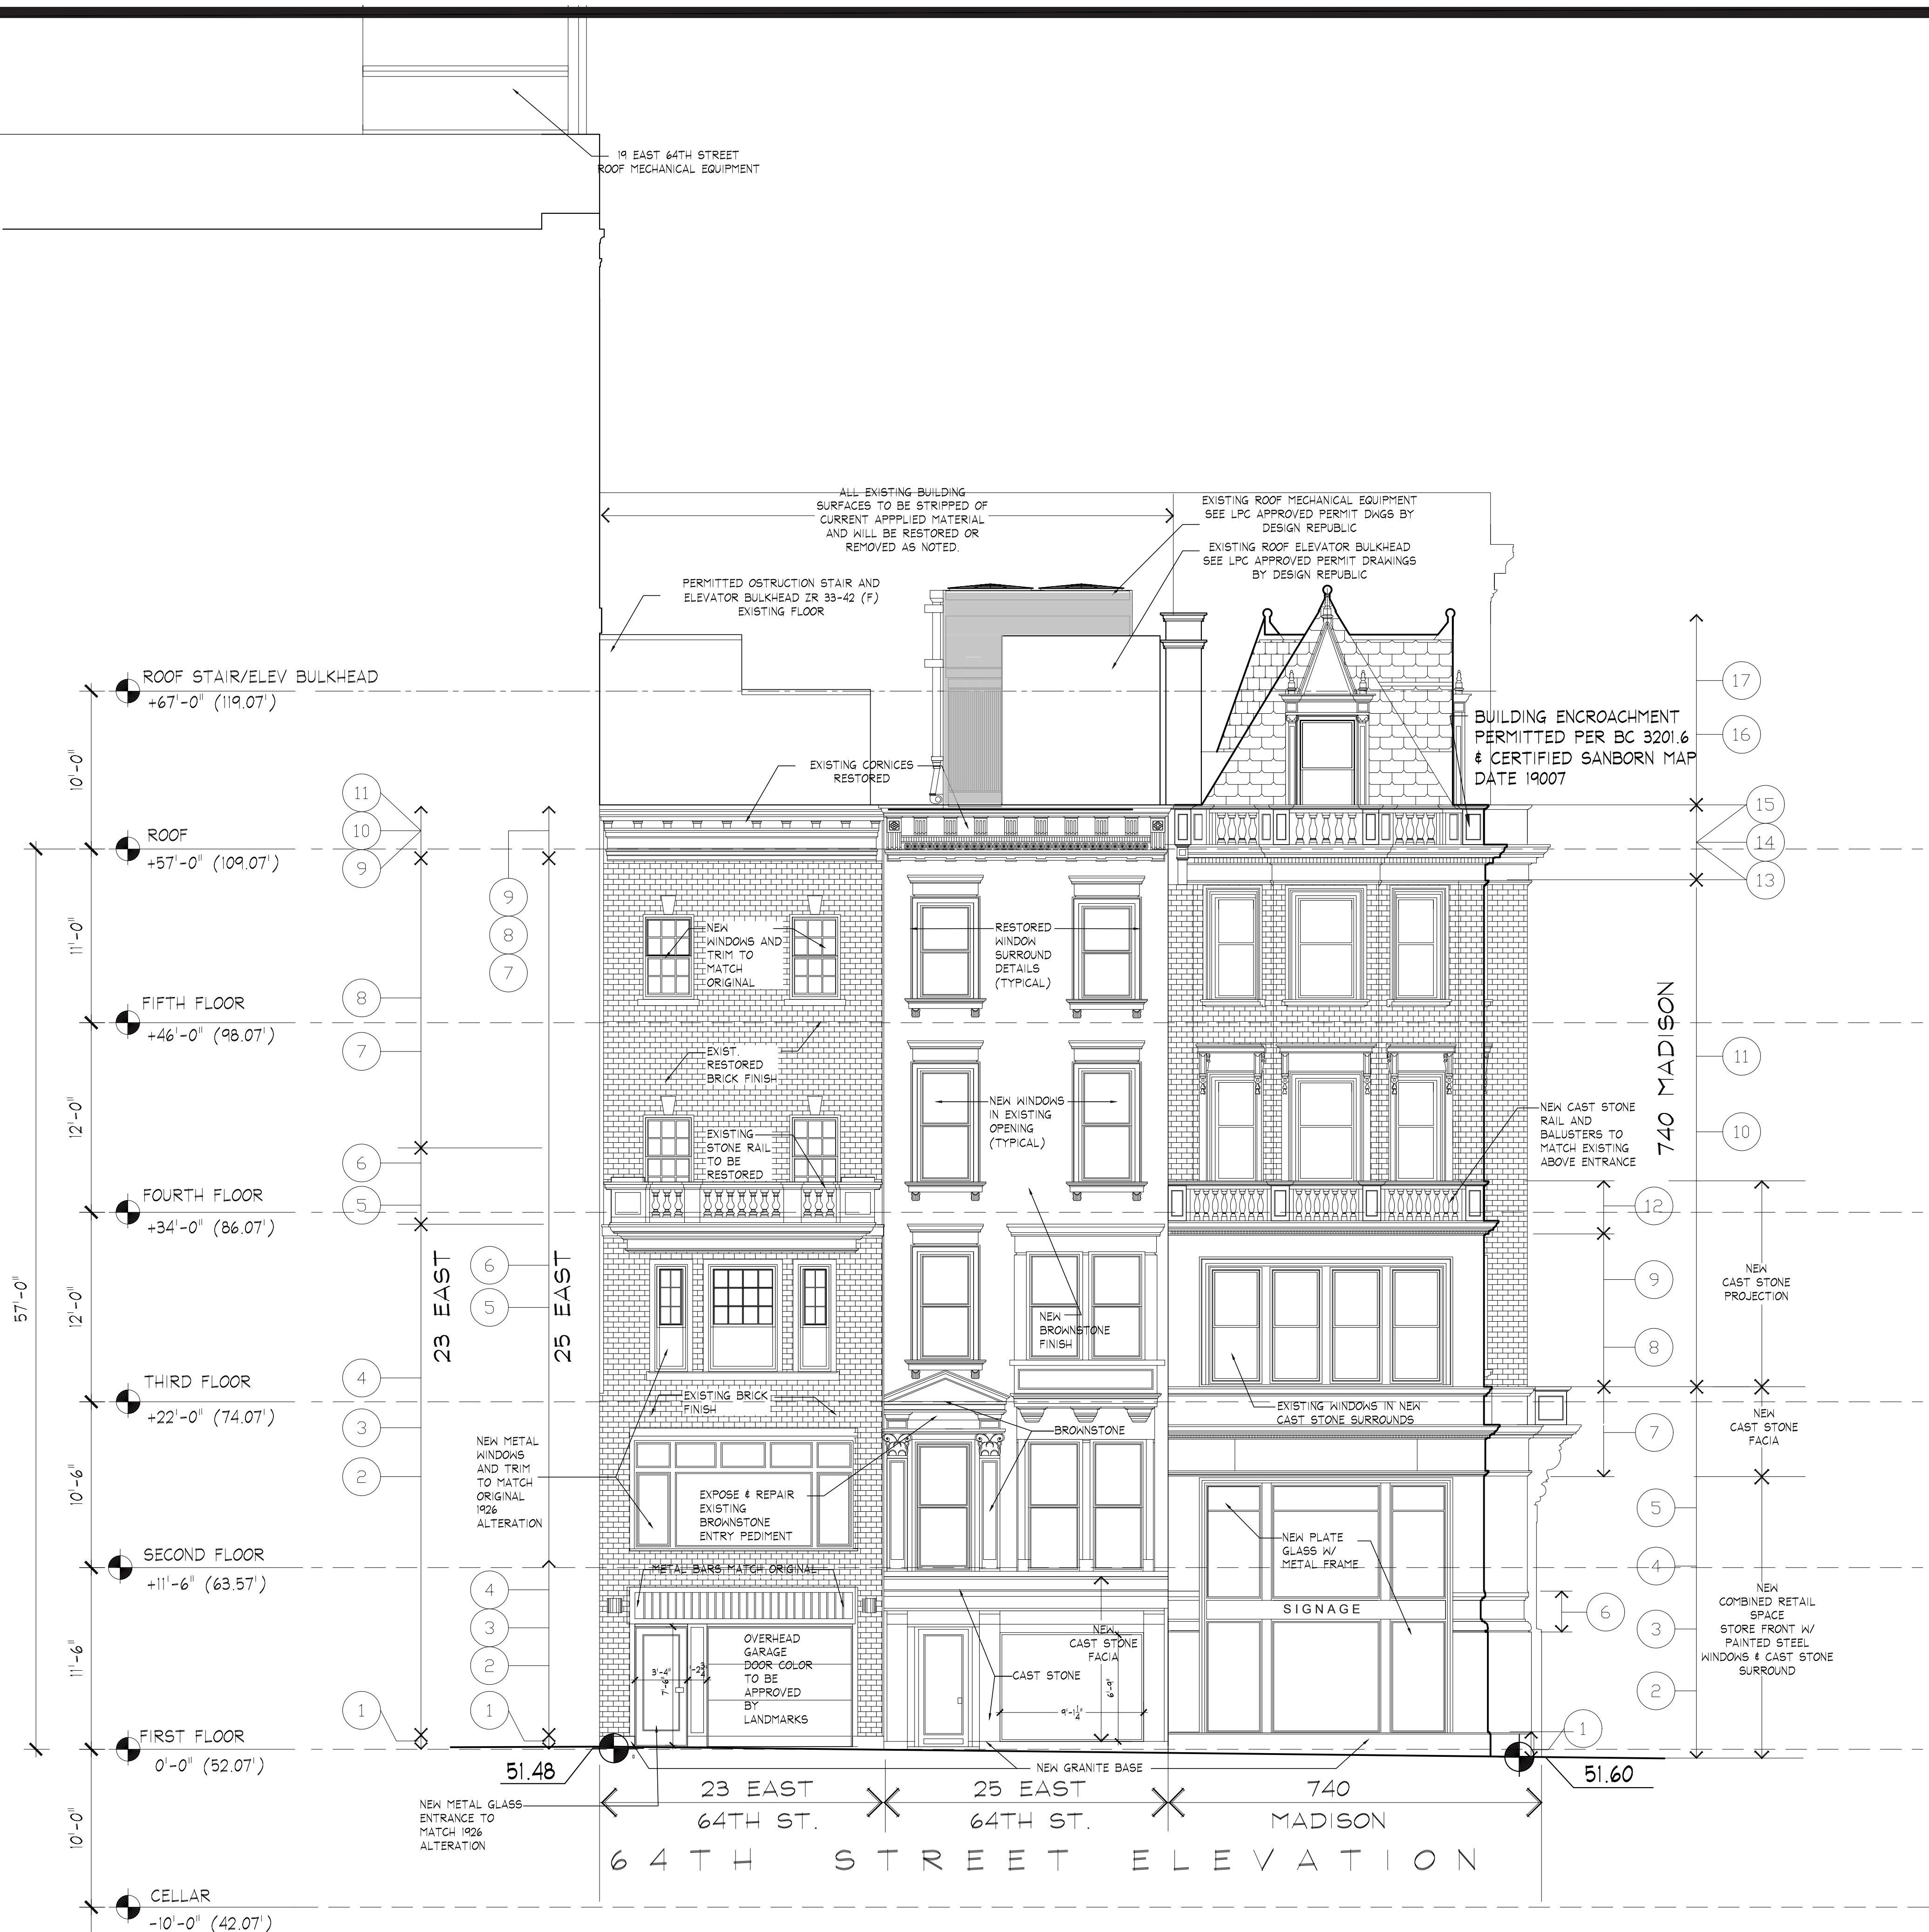 19 EAST 64TH STREET
ROOF MECHANICAL EQUIPMENT
ALL EXISTING BUILDING
SURFACES TO BE STRIPPED OF
CURRENT APPPLIED MATERIAL
AND WILL BE RESTORED OR
REMOVED AS NOTED.
EXISTING ROOF MECHANICAL EQUIPMENT
SEE LPC APPROVED PERMIT DWGS BY
DESIGN REPUBLIC
EXISTING ROOF ELEVATOR BULKHEAD
SEE LPC APPROVED PERMIT DRAWINGS
BY DESIGN REPUBLIC
PERMITTED OSTRUCTION STAIR AND
ELEVATOR BULKHEAD ZR 33-42 (F)
EXISTING FLOOR
ROOF STAIR/ELEV BULKHEAD
+67'-0" (119.07')
10'-0"
ROOF
+57'-0" (109.07')
11'-0"
FIFTH FLOOR
+46'-0" (98.07')
12'-0"
FOURTH FLOOR
+34'-0" (86.07')
12'-0"
57'-0"
THIRD FLOOR
+22'-0" (74.07')
10'-6"
SECOND FLOOR
+11'-6" (63.57')
11'-6"
FIRST FLOOR
0'-0" (52.07')
10'-0"
CELLAR
-10'-0" (42.07')
11
10
9
8
7
6
5
4
3
2
1
23 EAST
9
8
7
6
5
4
3
2
1
25 EAST
EXISTING CORNICES
RESTORED
NEW
WINDOWS AND
TRIM TO
MATCH
ORIGINAL
EXIST.
RESTORED
BRICK FINISH
EXISTING
STONE RAIL
TO BE
RESTORED
EXISTING BRICK
FINISH
NEW METAL
WINDOWS
AND TRIM
TO MATCH
ORIGINAL
1926
ALTERATION
EXPOSE & REPAIR
EXISTING
BROWNSTONE
ENTRY PEDIMENT
METAL BARS MATCH ORIGINAL
OVERHEAD
GARAGE
DOOR COLOR
TO BE
APPROVED
BY
LANDMARKS
3'-4"
7'-6"
1'-2 3/4
RESTORED
WINDOW
SURROUND
DETAILS
(TYPICAL)
NEW WINDOWS
IN EXISTING
OPENING
(TYPICAL)
NEW
BROWNSTONE
FINISH
BROWNSTONE
NEW
CAST STONE
FACIA
CAST STONE
6'-9"
9'-1 1/4"
BUILDING ENCROACHMENT
PERMITTED PER BC 3201.6
& CERTIFIED SANBORN MAP
DATE 19007
NEW CAST STONE
RAIL AND
BALUSTERS TO
MATCH EXISTING
ABOVE ENTRANCE
EXISTING WINDOWS IN NEW
CAST STONE SURROUNDS
NEW PLATE
GLASS W/
METAL FRAME
SIGNAGE
740 MADISON
17
16
15
14
13
11
10
12
9
8
7
5
4
6
3
2
1
NEW
CAST STONE
PROJECTION
NEW
CAST STONE
FACIA
NEW
COMBINED RETAIL
SPACE
STORE FRONT W/
PAINTED STEEL
WINDOWS & CAST STONE
SURROUND
51.48
NEW GRANITE BASE
51.60
NEW METAL GLASS
ENTRANCE TO
MATCH 1926
ALTERATION
23 EAST
64TH ST.
25 EAST
64TH ST.
740
MADISON
64TH STREET ELEVATION